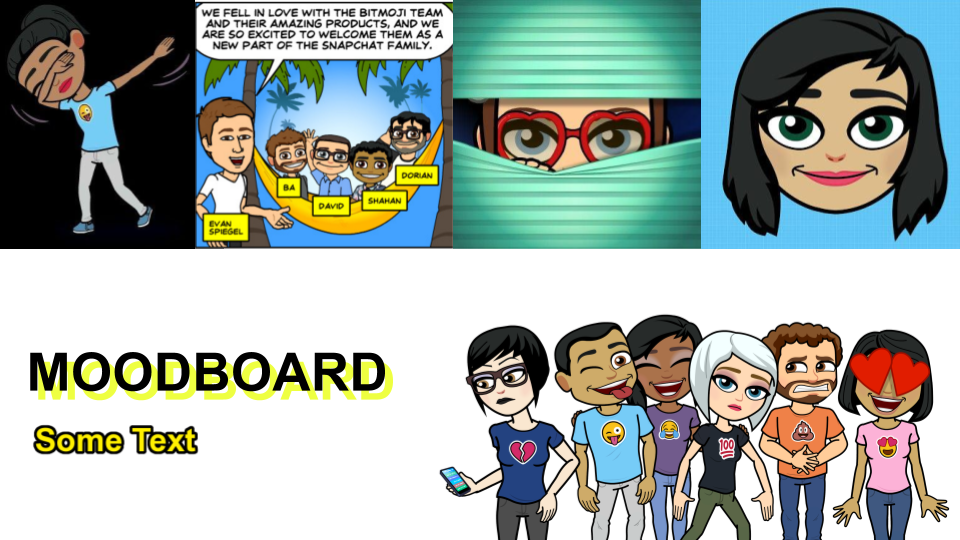 WE FELL IN LOVE WITH THE BITMOJI TEAM
AND THEIR AMAZING PRODUCTS, AND WE
ARE SO EXCITED TO WELCOME THEM AS A
NEW PART OF THE SNAPCHAT FAMILY.
BA
DAVID
SHAHAN
DORIAN
EVAN
SPIEGEL
MOODBOARD
Some Text
100